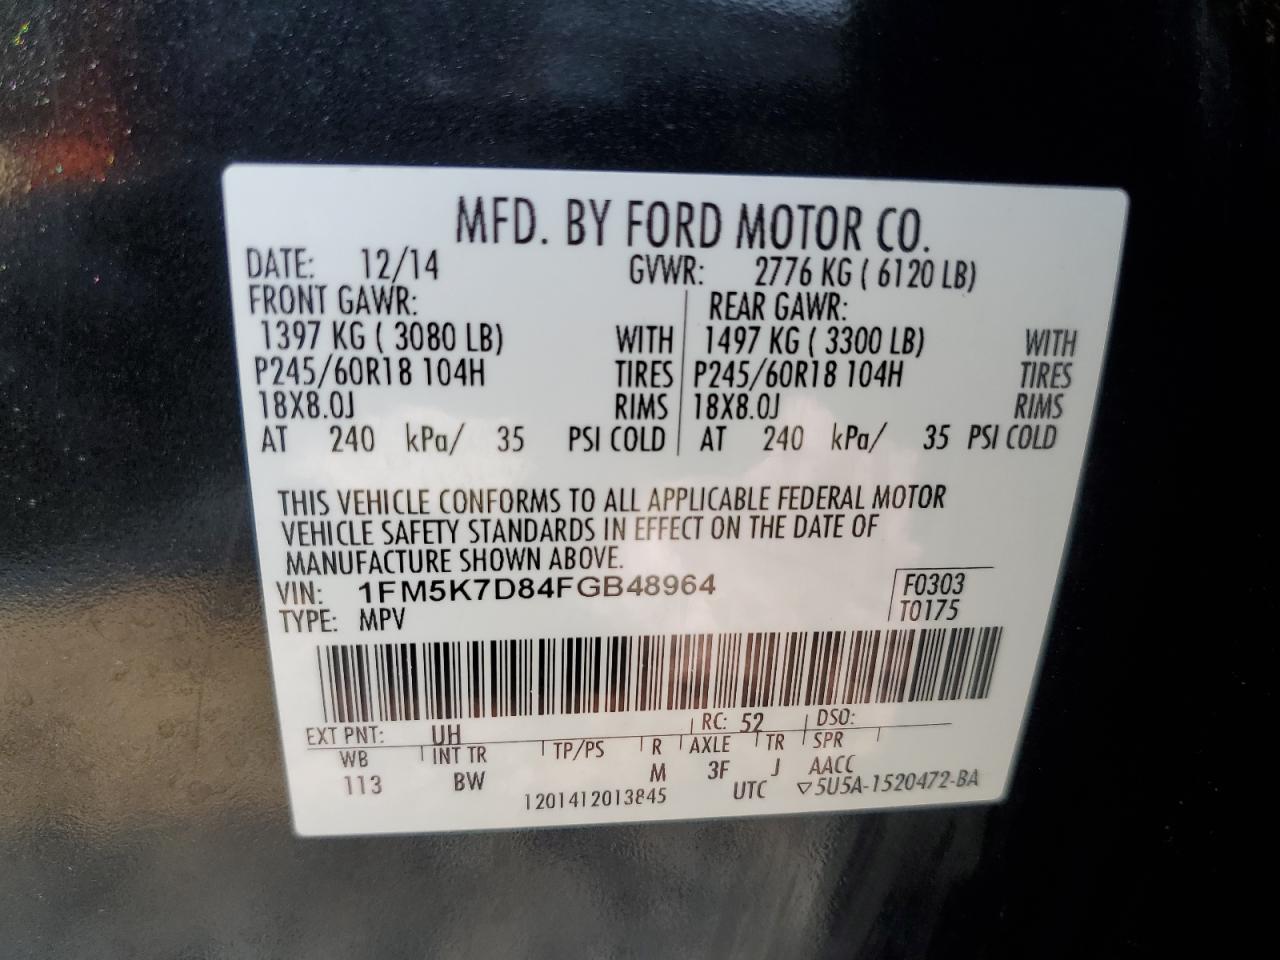 MFD. BY FORD MOTOR CO.
DATE: 12/14 GVWR: 2776 KG ( 6120 LB)
FRONT GAWR: REAR GAWR:
1397 KG ( 3080 LB) WITH 1497 KG ( 3300 LB) WITH
P245/60R18 104H TIRES P245/60R18 104H TIRES
18X8.0J RIMS 18X8.0J RIMS
AT 240 kPa/ 35 PSI COLD AT 240 kPa/ 35 PSI COLD
THIS VEHICLE CONFORMS TO ALL APPLICABLE FEDERAL MOTOR
VEHICLE SAFETY STANDARDS IN EFFECT ON THE DATE OF
MANUFACTURE SHOWN ABOVE.
VIN: 1FM5K7D84FGB48964 F0303
TYPE: MPV T0175
EXT PNT: UH RC: 52 DSO:
WB INT TR TP/PS R AXLE TR SPR
113 BW M 3F J AACC
1201412013845 UTC ▽5U5A-1520472-BA